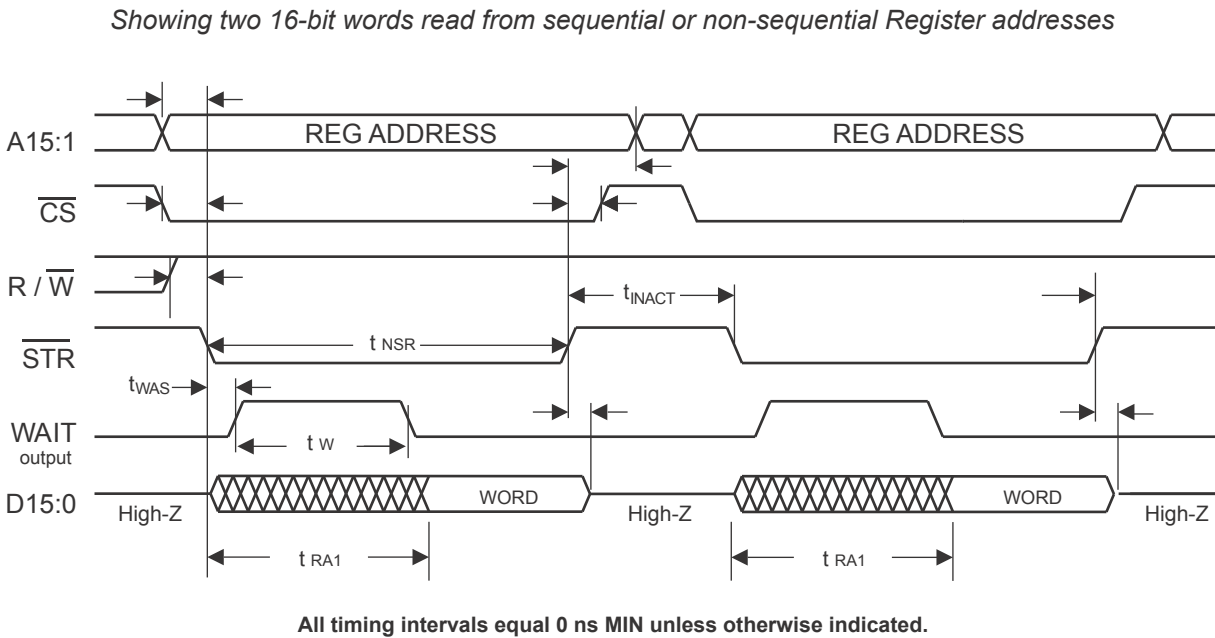 Showing two 16-bit words read from sequential or non-sequential Register addresses
A15:1
REG ADDRESS
REG ADDRESS
CS
R / W
tINACT
STR
t NSR
tWAS
WAIT
output
t W
D15:0
WORD
WORD
High-Z
High-Z
High-Z
t RA1
t RA1
All timing intervals equal 0 ns MIN unless otherwise indicated.